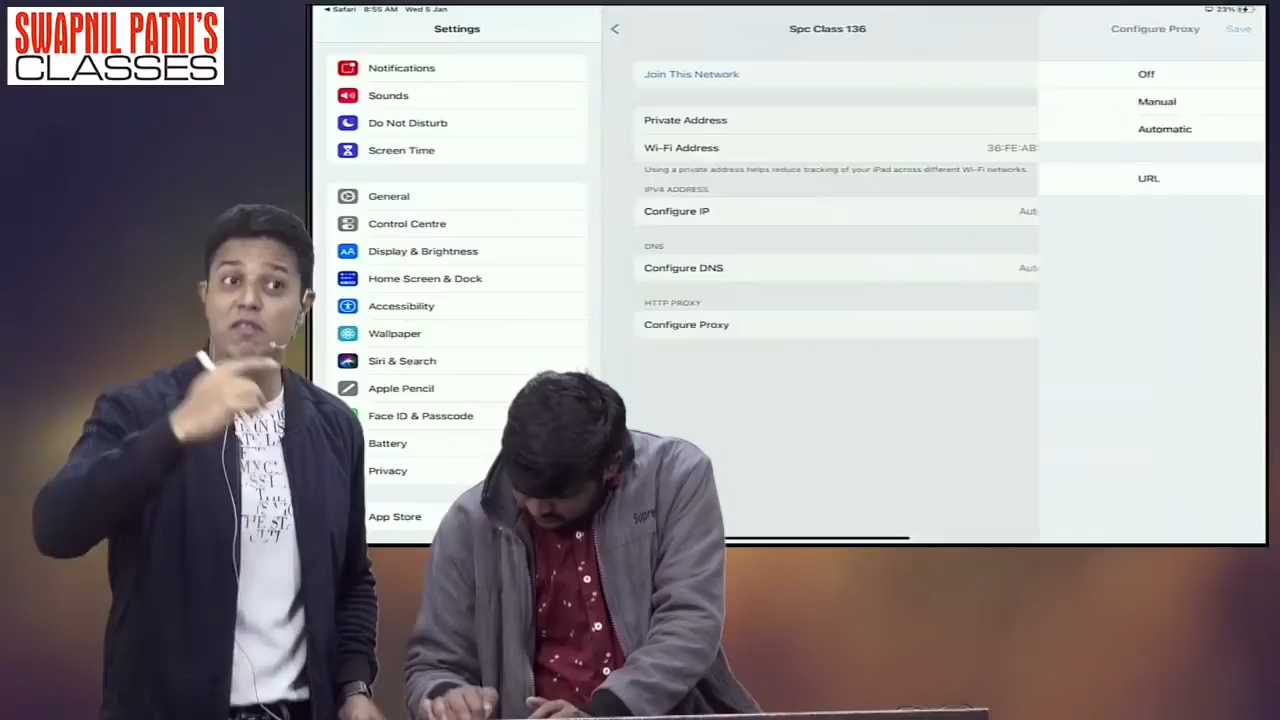 SWAPNIL PATNI'S
CLASSES
Safari 8:55 AM Wed 5 Jan
23%
Settings
Notifications
Sounds
Do Not Disturb
Screen Time
General
Control Centre
Display & Brightness
Home Screen & Dock
Accessibility
Wallpaper
Siri & Search
Apple Pencil
Face ID & Passcode
Battery
Privacy
App Store
Spc Class 136
Join This Network
Private Address
Wi-Fi Address 36:FE:AB:
Using a private address helps reduce tracking of your iPad across different Wi-Fi networks.
IPV4 ADDRESS
Configure IP Aut
DNS
Configure DNS Aut
HTTP PROXY
Configure Proxy
Configure Proxy Save
Off
Manual
Automatic
URL
Supre